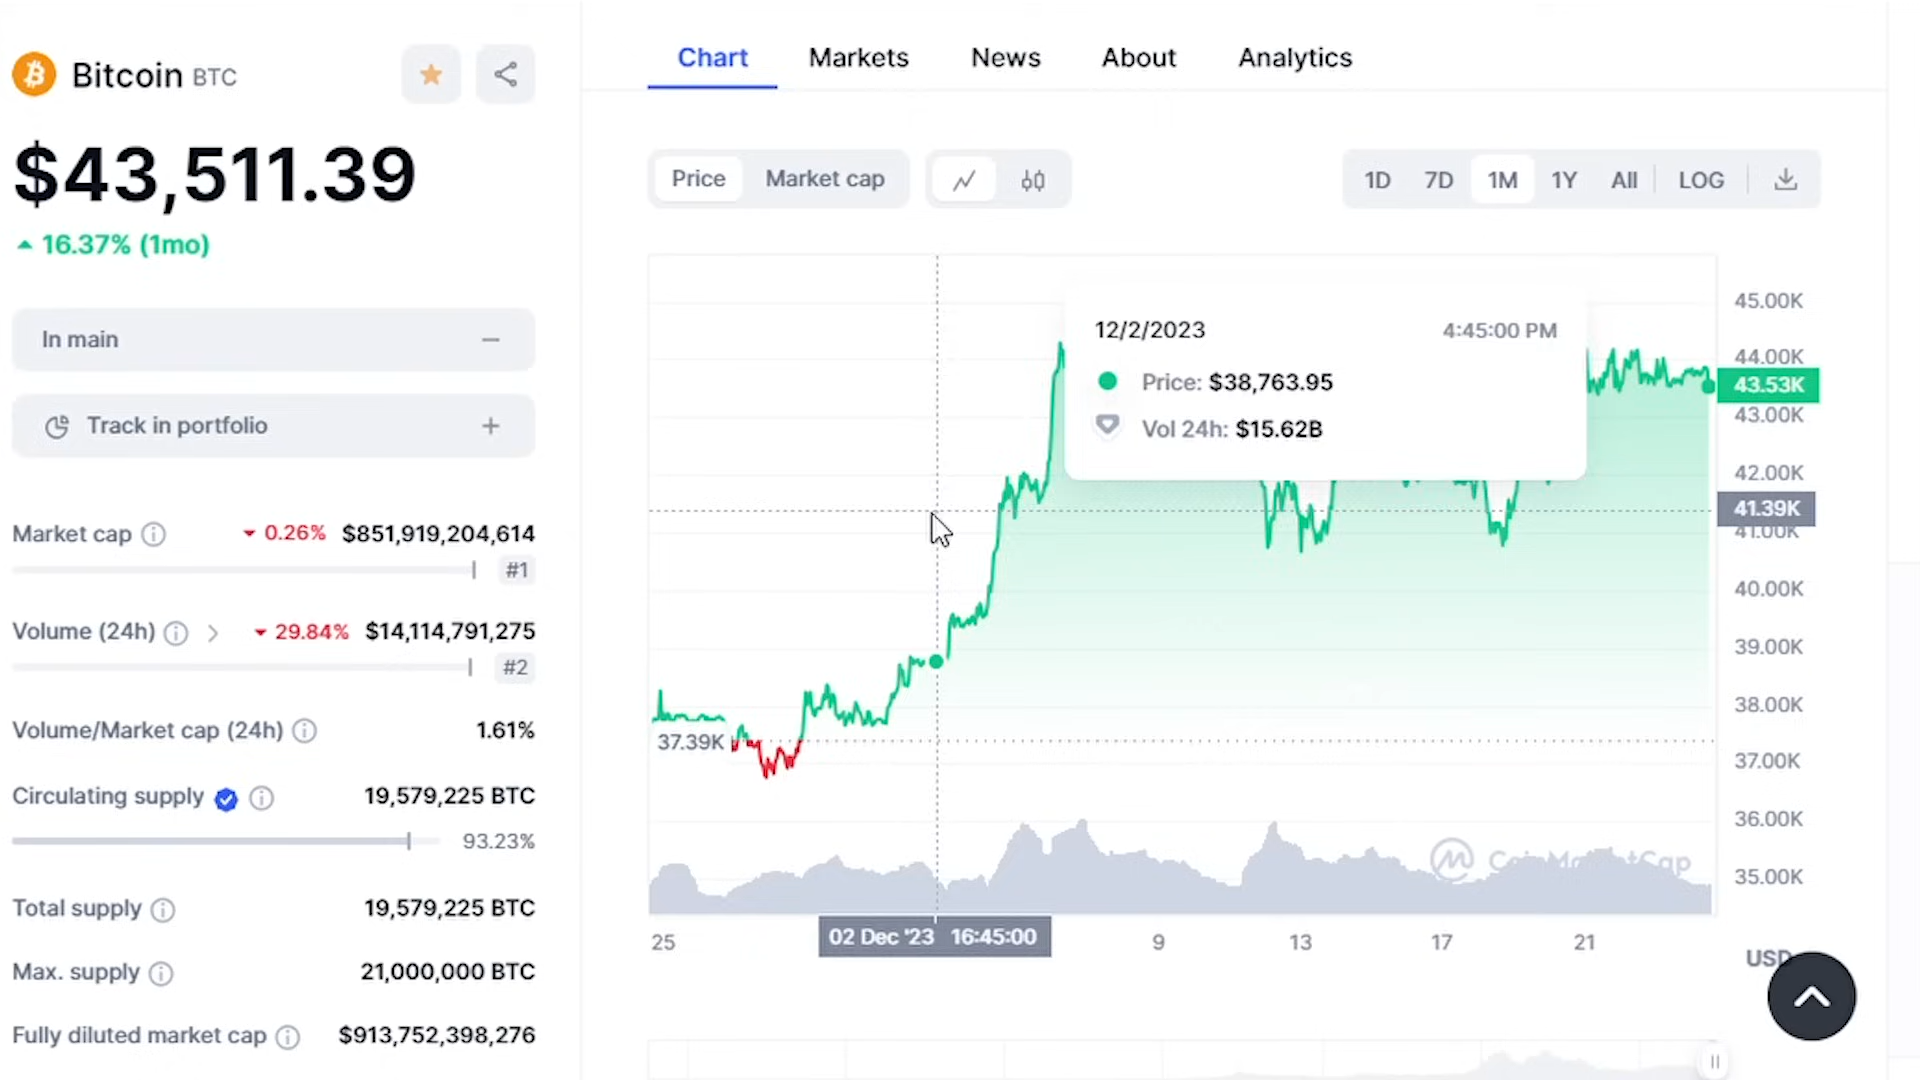 Bitcoin BTC
$43,511.39
16.37% (1mo)
In main
Track in portfolio
Market cap 0.26% $851,919,204,614
#1
Volume (24h) 29.84% $14,114,791,275
#2
Volume/Market cap (24h) 1.61%
Circulating supply 19,579,225 BTC
93.23%
Total supply 19,579,225 BTC
Max. supply 21,000,000 BTC
Fully diluted market cap $913,752,398,276
Chart Markets News About Analytics
Price Market cap
1D 7D 1M 1Y All LOG
12/2/2023 4:45:00 PM
Price: $38,763.95
Vol 24h: $15.62B
45.00K
44.00K
43.53K
43.00K
42.00K
41.39K
41.00K
40.00K
39.00K
38.00K
37.39K
37.00K
36.00K
CoinMarketCap
35.00K
25 02 Dec '23 16:45:00 9 13 17 21
USD